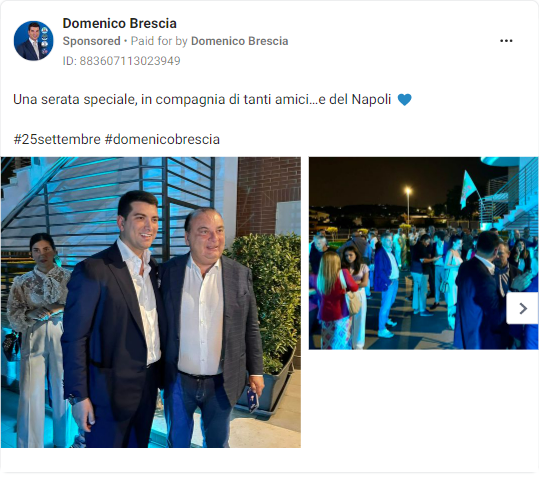 Domenico Brescia
Sponsored • Paid for by Domenico Brescia
ID: 883607113023949
Una serata speciale, in compagnia di tanti amici...e del Napoli 💙
#25settembre #domenicobrescia